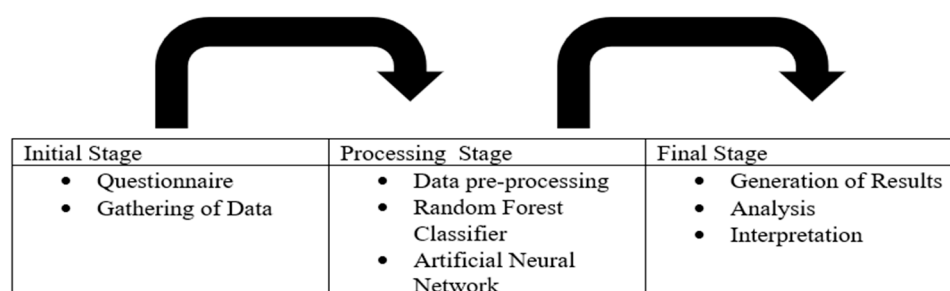 Initial Stage
• Questionnaire
• Gathering of Data
Processing Stage
• Data pre-processing
• Random Forest
Classifier
• Artificial Neural
Network
Final Stage
• Generation of Results
• Analysis
• Interpretation